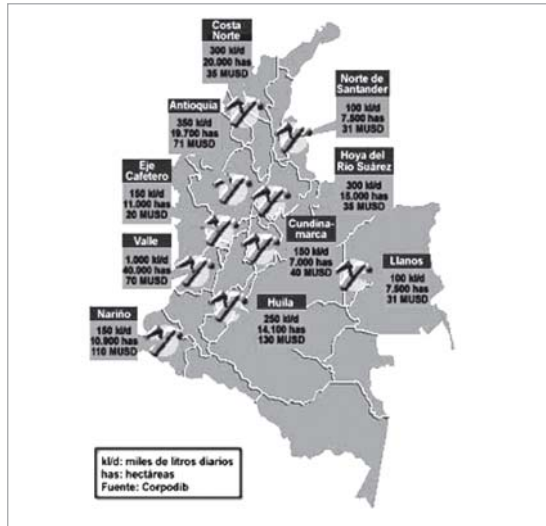 Costa
Norte
300 kl/d
20.000 has
35 MUSD
Norte de
Santander
100 kl/d
7.500 has
31 MUSD
Antioquia
350 kl/d
19.700 has
71 MUSD
Hoya del
Río Suárez
300 kl/d
15.000 has
35 MUSD
Eje
Cafetero
150 kl/d
11.000 has
20 MUSD
Cundina-
marca
150 kl/d
7.000 has
40 MUSD
Valle
1.000 kl/d
40.000 has
70 MUSD
Llanos
100 kl/d
7.500 has
31 MUSD
Huila
250 kl/d
14.100 has
130 MUSD
Nariño
150 kl/d
10.900 has
110 MUSD
kl/d: miles de litros diarios
has: hectáreas
Fuente: Corpodib